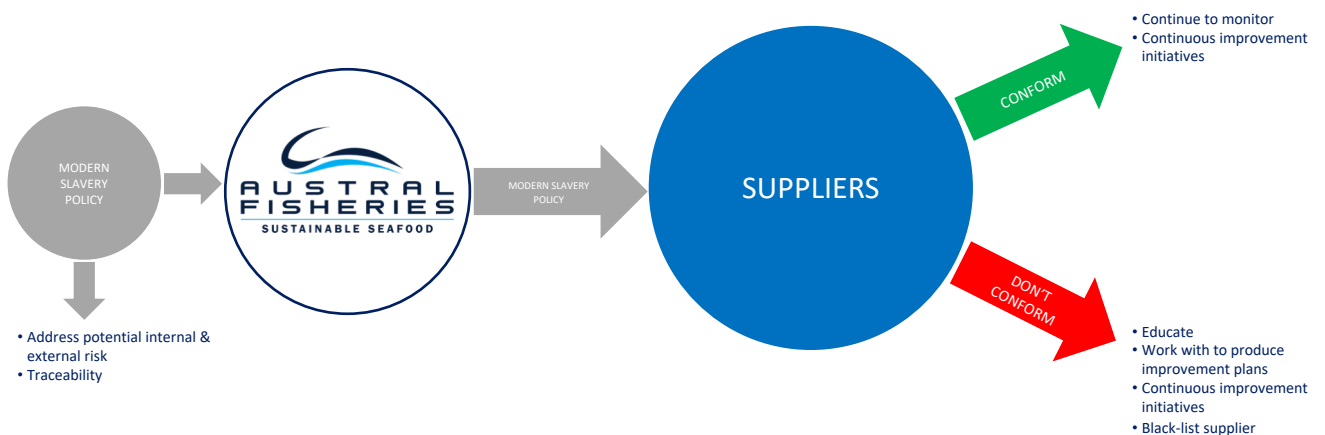 MODERN
SLAVERY
POLICY
• Address potential internal &
external risk
• Traceability
AUSTRAL
FISHERIES
SUSTAINABLE SEAFOOD
MODERN SLAVERY
POLICY
SUPPLIERS
CONFORM
• Continue to monitor
• Continuous improvement
initiatives
DON'T
CONFORM
• Educate
• Work with to produce
improvement plans
• Continuous improvement
initiatives
• Black-list supplier